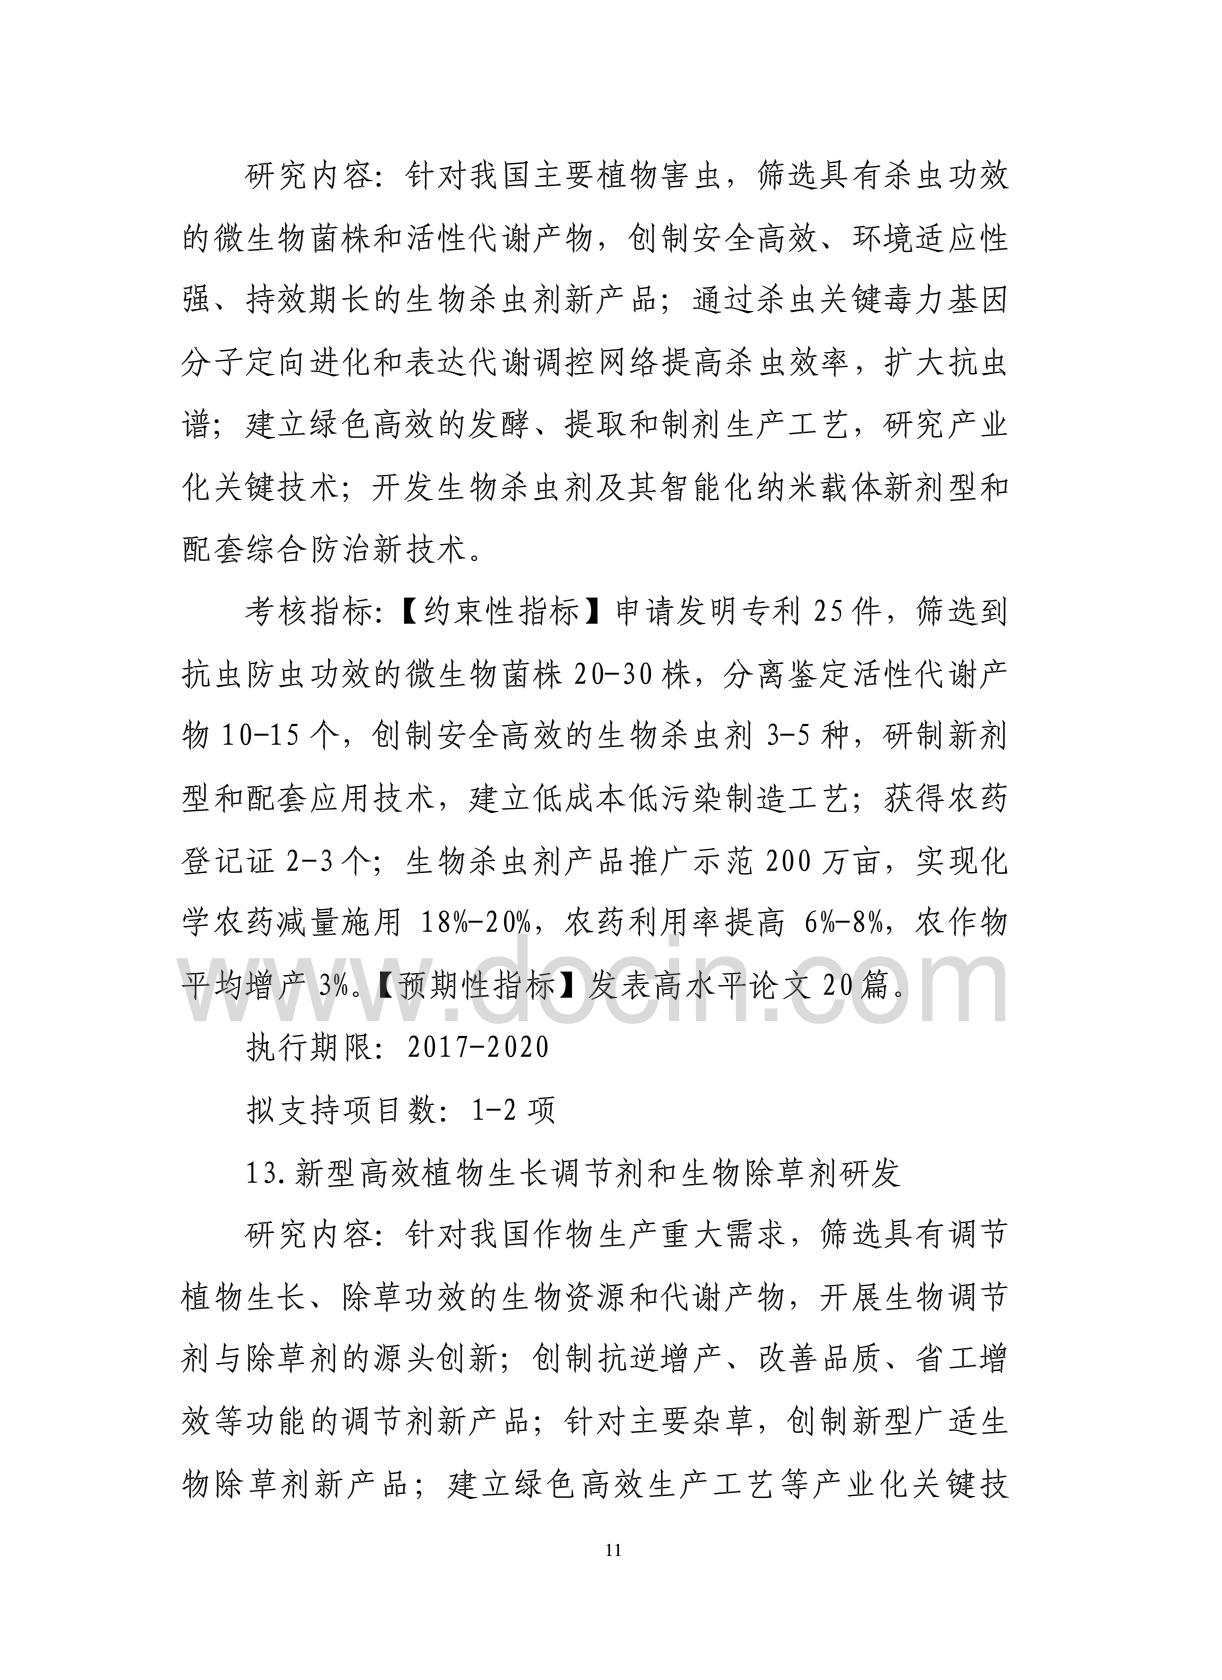 研究内容：针对我国主要植物害虫，筛选具有杀虫功效
的微生物菌株和活性代谢产物，创制安全高效、环境适应性
强、持效期长的生物杀虫剂新产品；通过杀虫关键毒力基因
分子定向进化和表达代谢调控网络提高杀虫效率，扩大抗虫
谱；建立绿色高效的发酵、提取和制剂生产工艺，研究产业
化关键技术；开发生物杀虫剂及其智能化纳米载体新剂型和
配套综合防治新技术。
考核指标：【约束性指标】申请发明专利 25 件，筛选到
抗虫防虫功效的微生物菌株 20-30 株，分离鉴定活性代谢产
物 10-15 个，创制安全高效的生物杀虫剂 3-5 种，研制新剂
型和配套应用技术，建立低成本低污染制造工艺；获得农药
登记证 2-3 个；生物杀虫剂产品推广示范 200 万亩，实现化
学农药减量施用 18%-20%，农药利用率提高 6%-8%，农作物
平均增产 3%。【预期性指标】发表高水平论文 20 篇。
www.docin.com
执行期限：2017-2020
拟支持项目数：1-2 项
13.新型高效植物生长调节剂和生物除草剂研发
研究内容：针对我国作物生产重大需求，筛选具有调节
植物生长、除草功效的生物资源和代谢产物，开展生物调节
剂与除草剂的源头创新；创制抗逆增产、改善品质、省工增
效等功能的调节剂新产品；针对主要杂草，创制新型广适生
物除草剂新产品；建立绿色高效生产工艺等产业化关键技
11